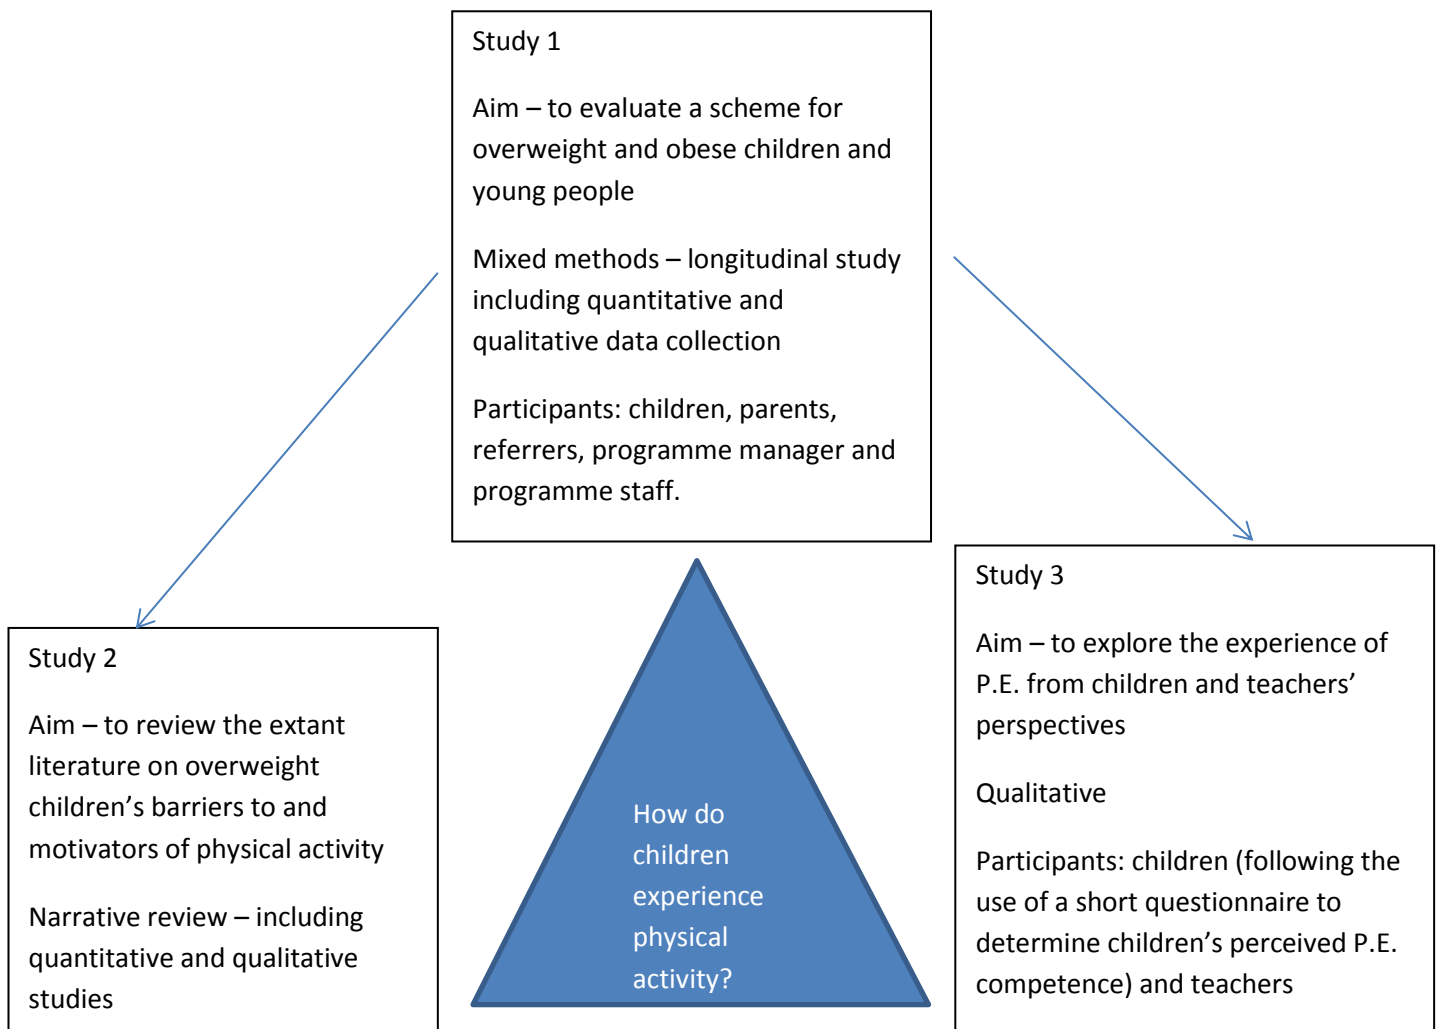 Study 1
Aim – to evaluate a scheme for
overweight and obese children and
young people
Mixed methods – longitudinal study
including quantitative and
qualitative data collection
Participants: children, parents,
referrers, programme manager and
programme staff.
Study 2
Aim – to review the extant
literature on overweight
children’s barriers to and
motivators of physical activity
Narrative review – including
quantitative and qualitative
studies
How do
children
experience
physical
activity?
Study 3
Aim – to explore the experience of
P.E. from children and teachers’
perspectives
Qualitative
Participants: children (following the
use of a short questionnaire to
determine children’s perceived P.E.
competence) and teachers